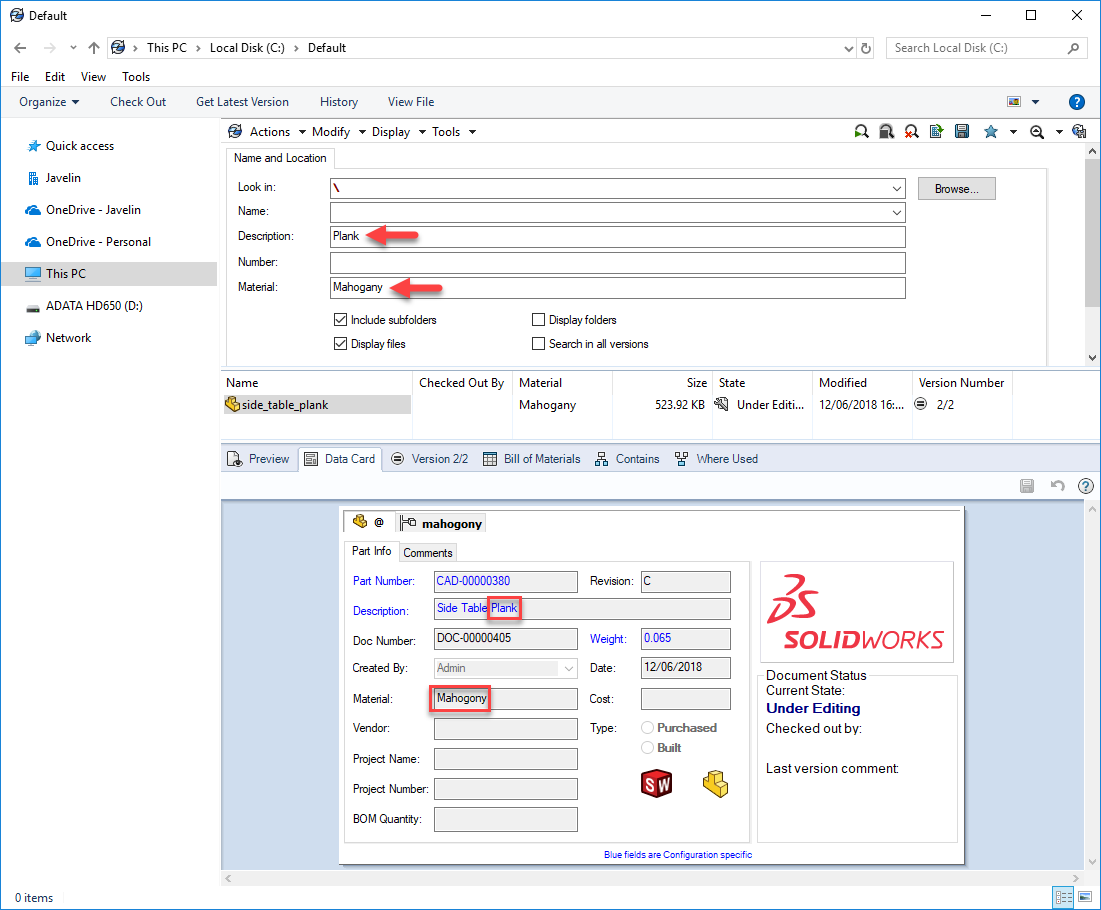 Default
This PC > Local Disk (C:) > Default
Search Local Disk (C:)
File Edit View Tools
Organize Check Out Get Latest Version History View File
?
Quick access
Javelin
OneDrive - Javelin
OneDrive - Personal
This PC
ADATA HD650 (D:)
Network
Actions Modify Display Tools
Name and Location
Look in: \ Browse...
Name:
Description: Plank
Number:
Material: Mahogany
Include subfolders Display folders
Display files Search in all versions
Name Checked Out By Material Size State Modified Version Number
side_table_plank Mahogany 523.92 KB Under Editi... 12/06/2018 16:... 2/2
Preview Data Card Version 2/2 Bill of Materials Contains Where Used
?
@ mahogony
Part Info Comments
Part Number: CAD-00000380 Revision: C
Description: Side Table Plank
Doc Number: DOC-00000405 Weight: 0.065
Created By: Admin Date: 12/06/2018
Material: Mahogony Cost:
Vendor: Type: Purchased
Built
Project Name:
Project Number:
BOM Quantity:
SW
Blue fields are Configuration specific
SOLIDWORKS
Document Status
Current State:
Under Editing
Checked out by:
Last version comment:
0 items